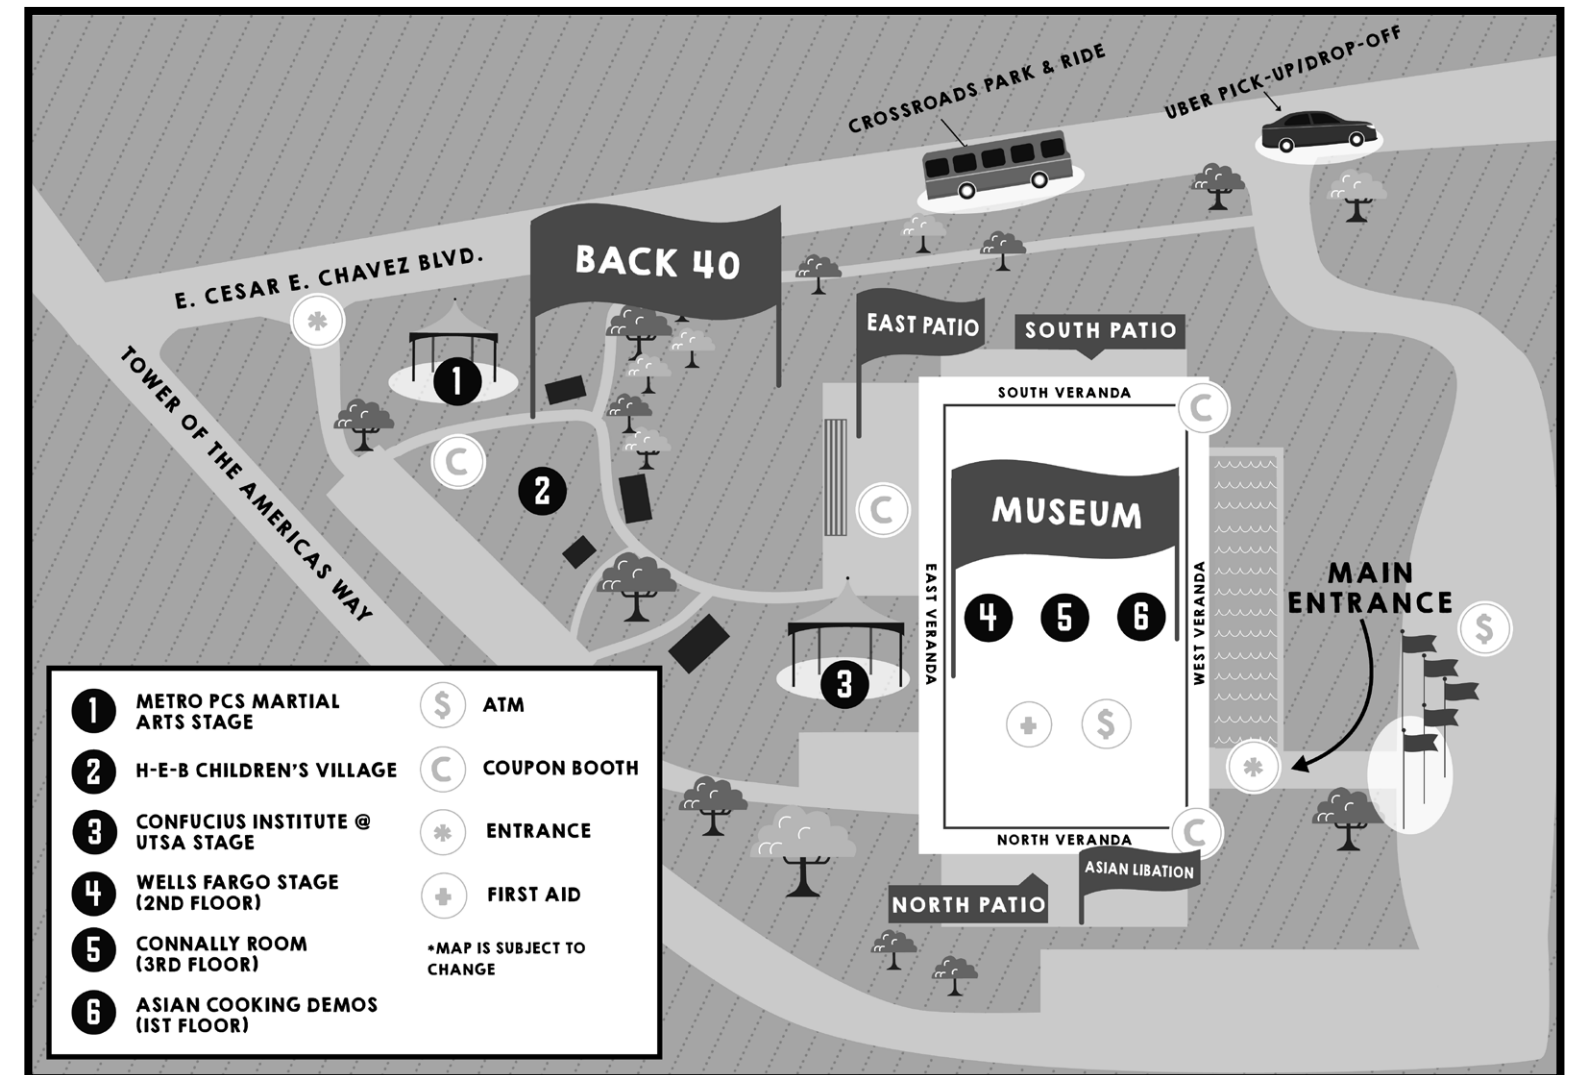 CROSSROADS PARK & RIDE
UBER PICK-UP/DROP-OFF
E. CESAR E. CHAVEZ BLVD.
BACK 40
*
TOWER OF THE AMERICAS WAY
1
C
2
EAST PATIO
SOUTH PATIO
SOUTH VERANDA
C
C
MUSEUM
EAST VERANDA
WEST VERANDA
4 5 6
MAIN
ENTRANCE
$
3
$
*
NORTH VERANDA
C
ASIAN LIBATION
NORTH PATIO
1 METRO PCS MARTIAL
ARTS STAGE
2 H-E-B CHILDREN'S VILLAGE
3 CONFUCIUS INSTITUTE @
UTSA STAGE
4 WELLS FARGO STAGE
(2ND FLOOR)
5 CONNALLY ROOM
(3RD FLOOR)
6 ASIAN COOKING DEMOS
(1ST FLOOR)
$ ATM
C COUPON BOOTH
* ENTRANCE
FIRST AID
*MAP IS SUBJECT TO
CHANGE